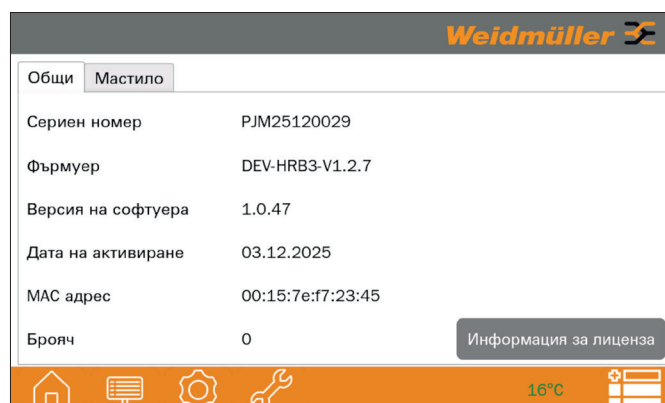 Weidmüller
Общи Мастило
Сериен номер PJM25120029
Фърмуер DEV-HRB3-V1.2.7
Версия на софтуера 1.0.47
Дата на активиране 03.12.2025
MAC адрес 00:15:7e:f7:23:45
Брояч 0 Информация за лиценза
16°C